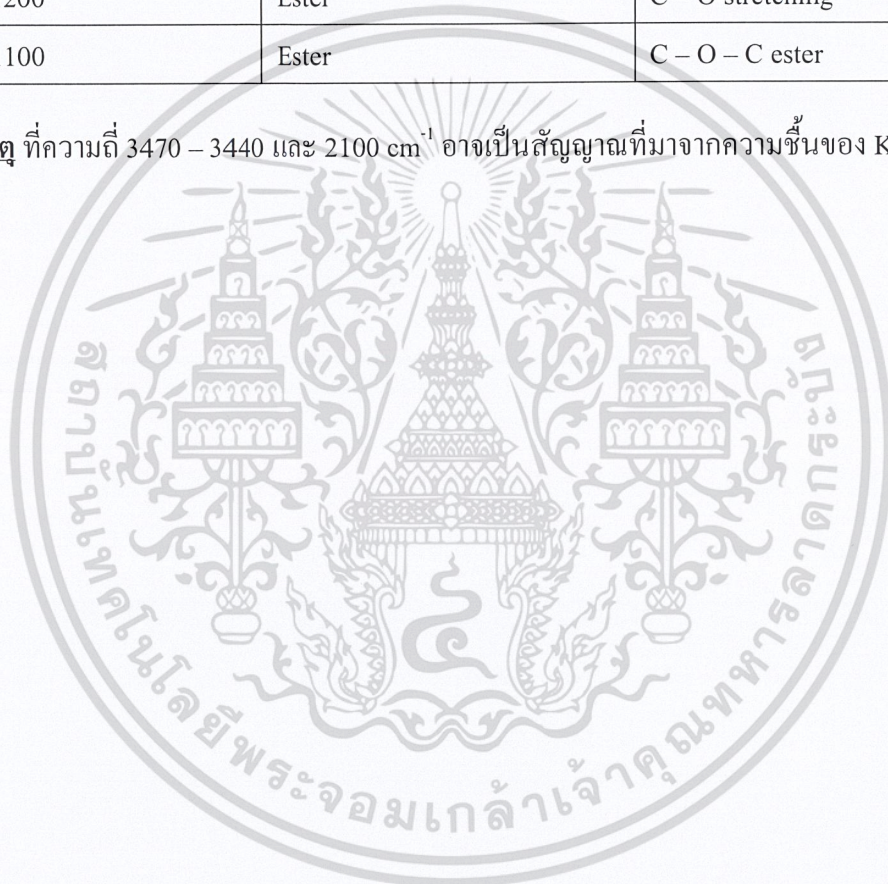 200 Ester C – O stretching
100 Ester C – O – C ester
ตุ ที่ความถี่ 3470 – 3440 และ 2100 cm⁻¹ อาจเป็นสัญญาณที่มาจากความชื้นของ K
สถาบันเทคโนโลยีพระจอมเกล้าเจ้าคุณทหารลาดกระบัง